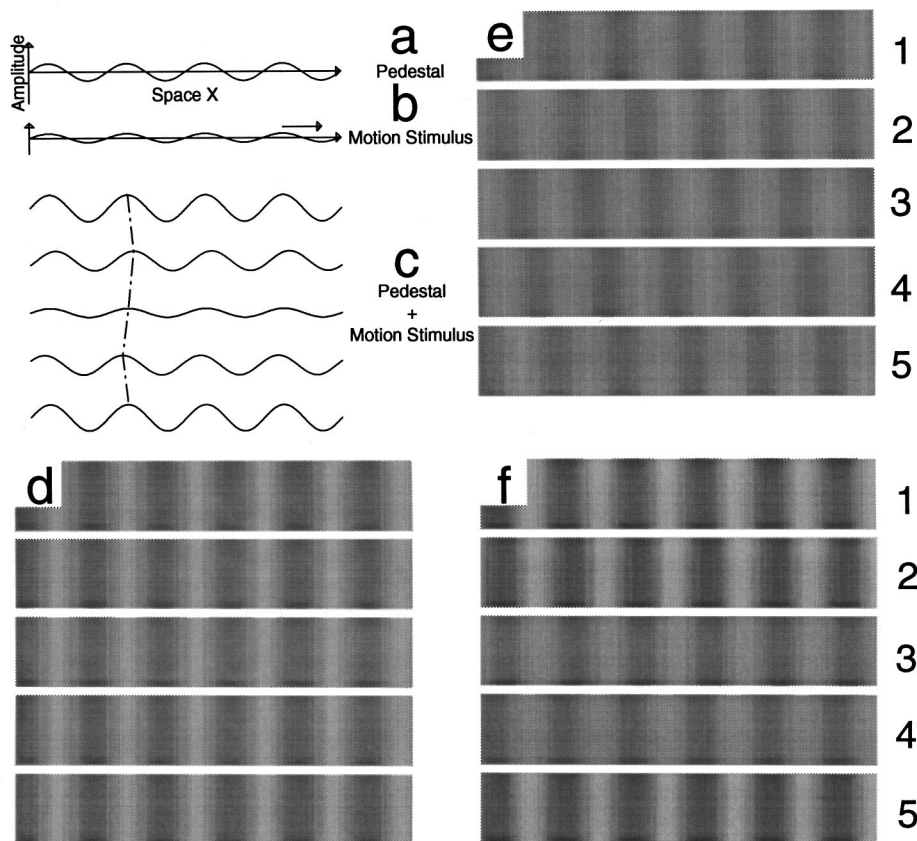 a
Pedestal
Amplitude
Space X
b
Motion Stimulus
c
Pedestal
+
Motion Stimulus
e
1
2
3
4
5
d
f
1
2
3
4
5